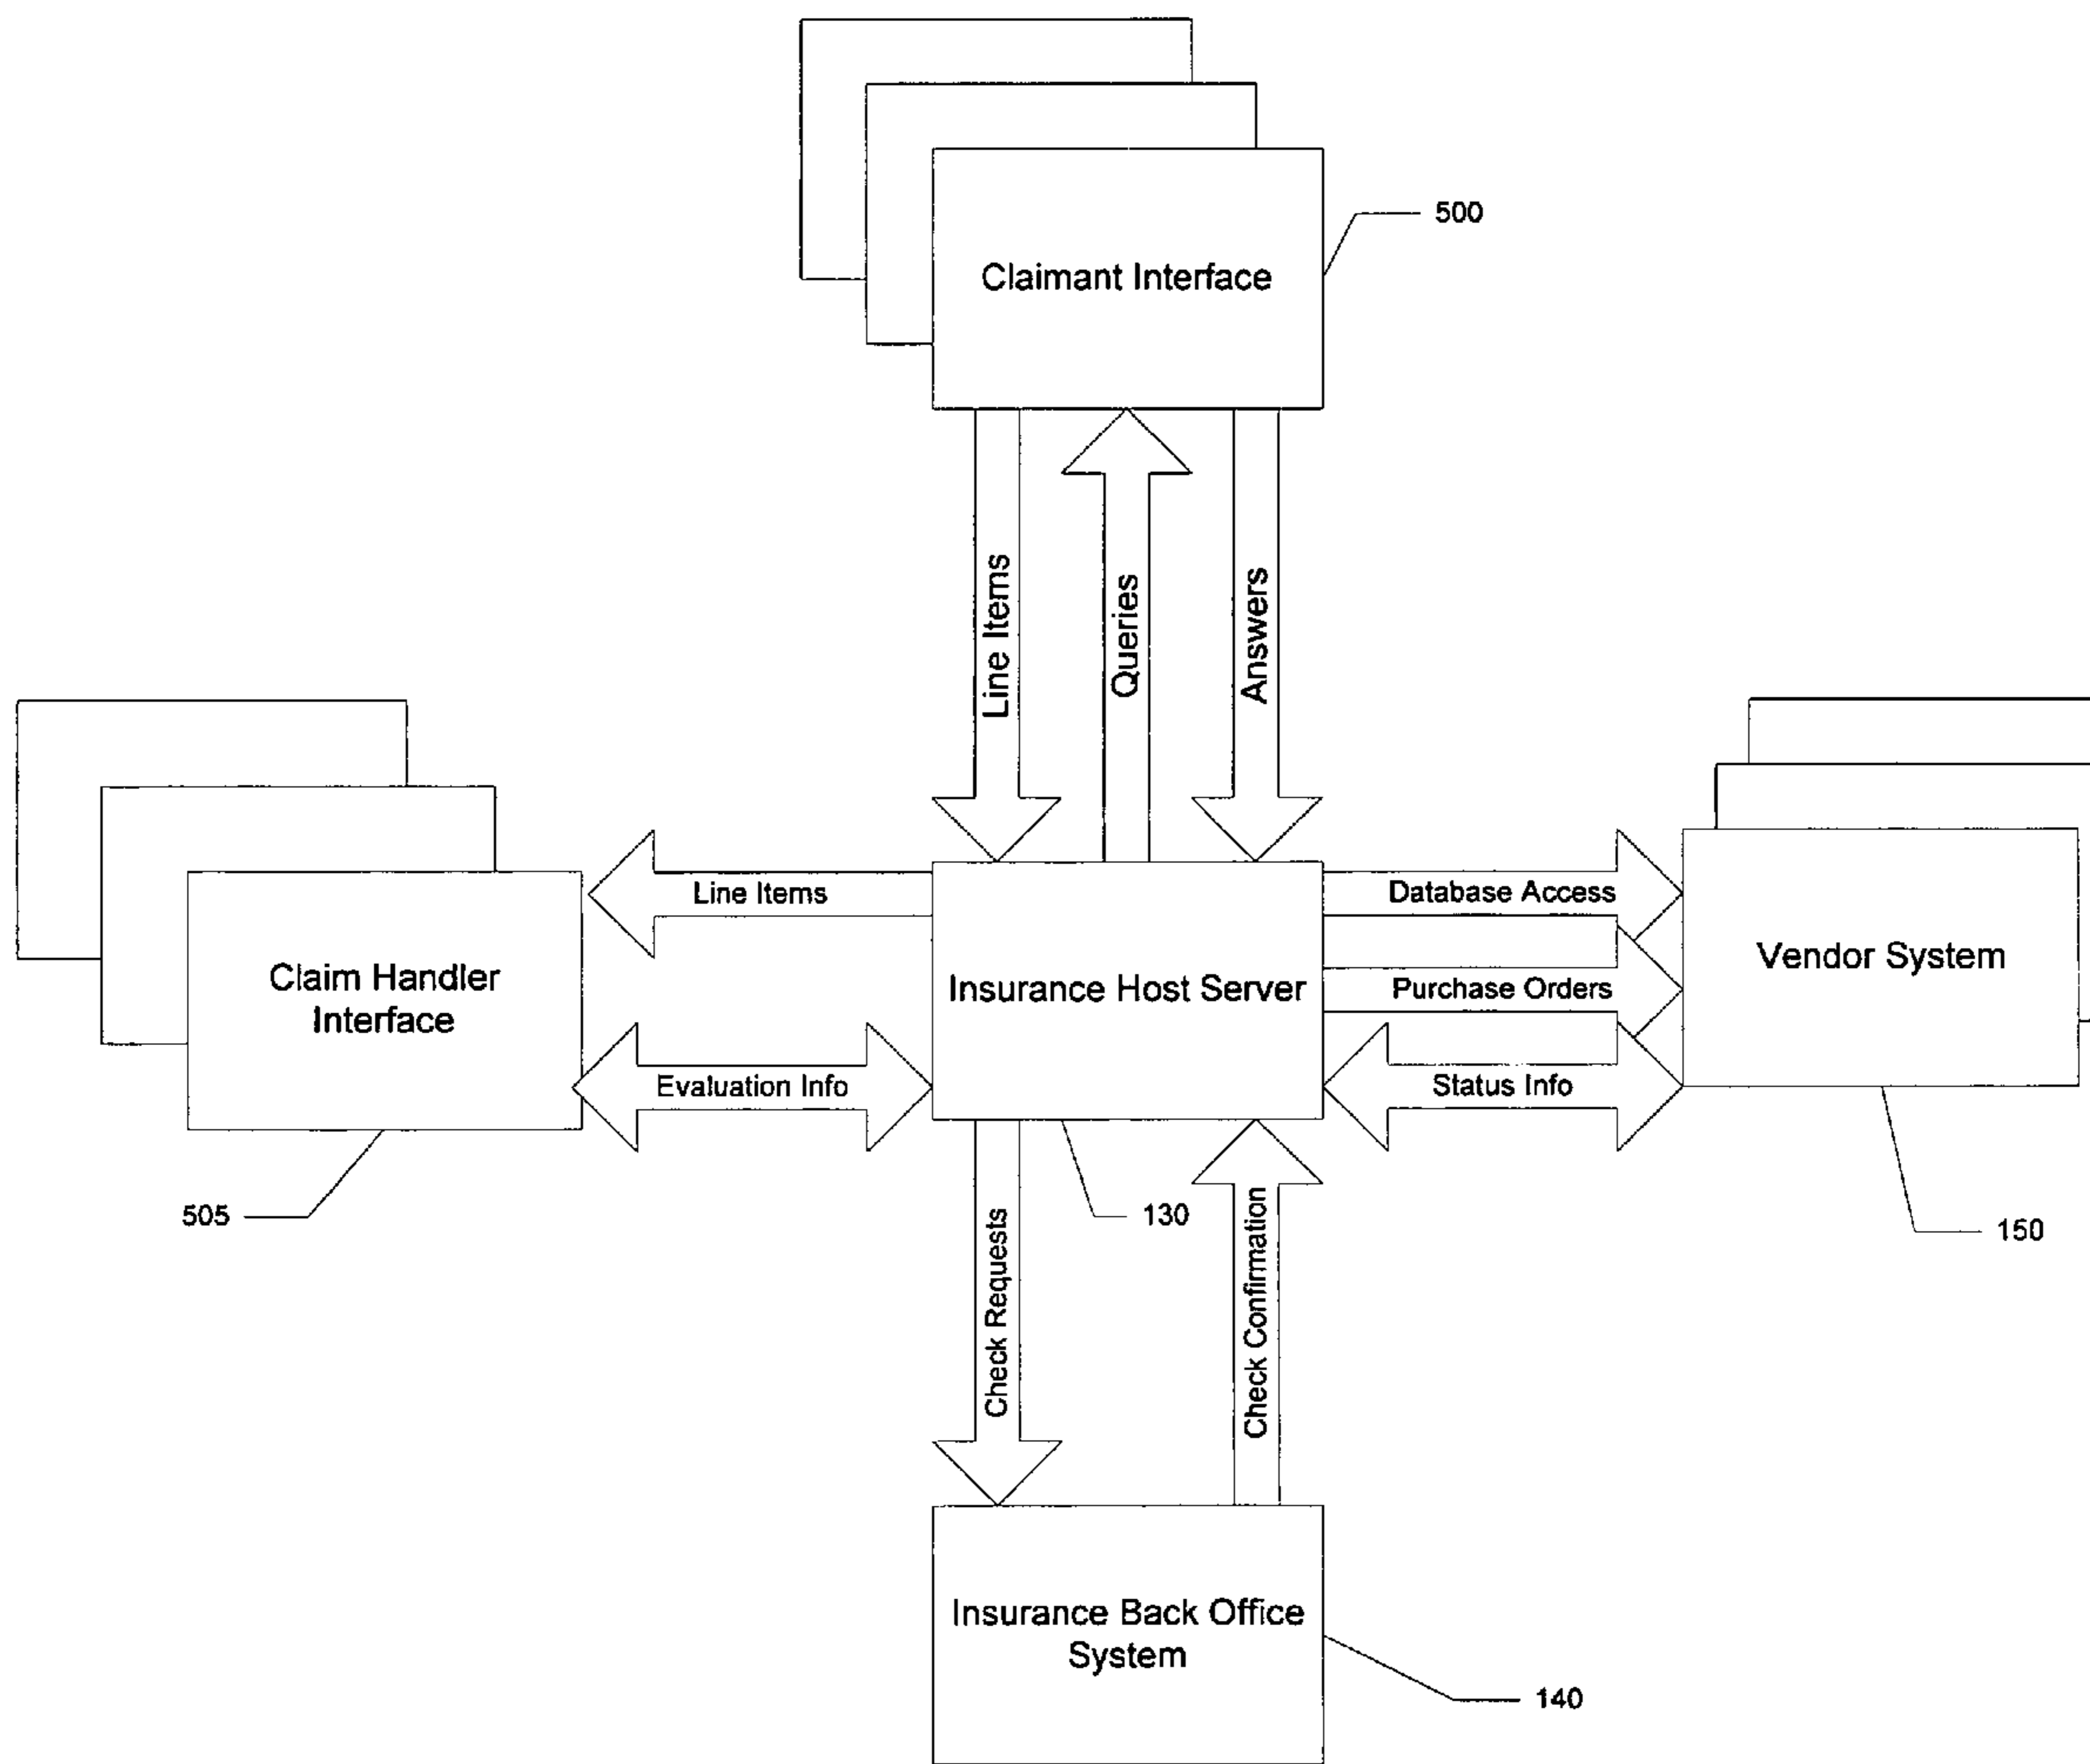 500
Claimant Interface
Line Items
Queries
Answers
Line Items
Database Access
Claim Handler
Interface
Insurance Host Server
Vendor System
Purchase Orders
Evaluation Info
Status Info
505
130
150
Check Requests
Check Confirmation
Insurance Back Office
System
140